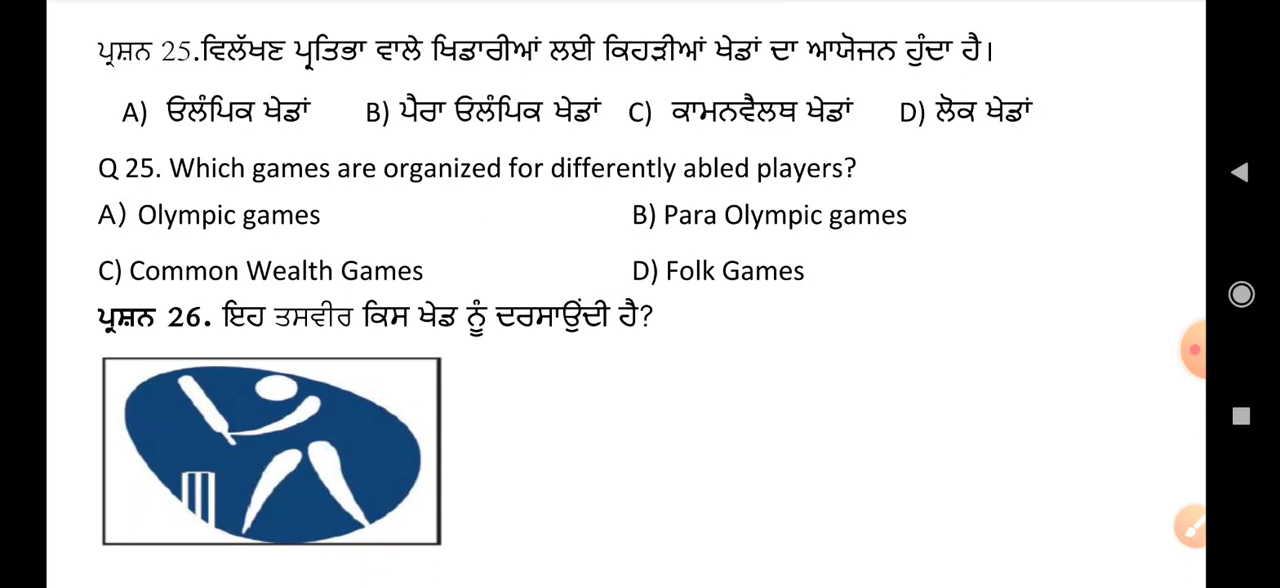 ਪ੍ਰਸ਼ਨ 25.ਵਿਲੱਖਣ ਪ੍ਰਤਿਭਾ ਵਾਲੇ ਖਿਡਾਰੀਆਂ ਲਈ ਕਿਹੜੀਆਂ ਖੇਡਾਂ ਦਾ ਆਯੋਜਨ ਹੁੰਦਾ ਹੈ।
A) ਓਲੰਪਿਕ ਖੇਡਾਂ B) ਪੈਰਾ ਓਲੰਪਿਕ ਖੇਡਾਂ C) ਕਾਮਨਵੈਲਥ ਖੇਡਾਂ D) ਲੋਕ ਖੇਡਾਂ
Q 25. Which games are organized for differently abled players?
A) Olympic games B) Para Olympic games
C) Common Wealth Games D) Folk Games
ਪ੍ਰਸ਼ਨ 26. ਇਹ ਤਸਵੀਰ ਕਿਸ ਖੇਡ ਨੂੰ ਦਰਸਾਉਂਦੀ ਹੈ?